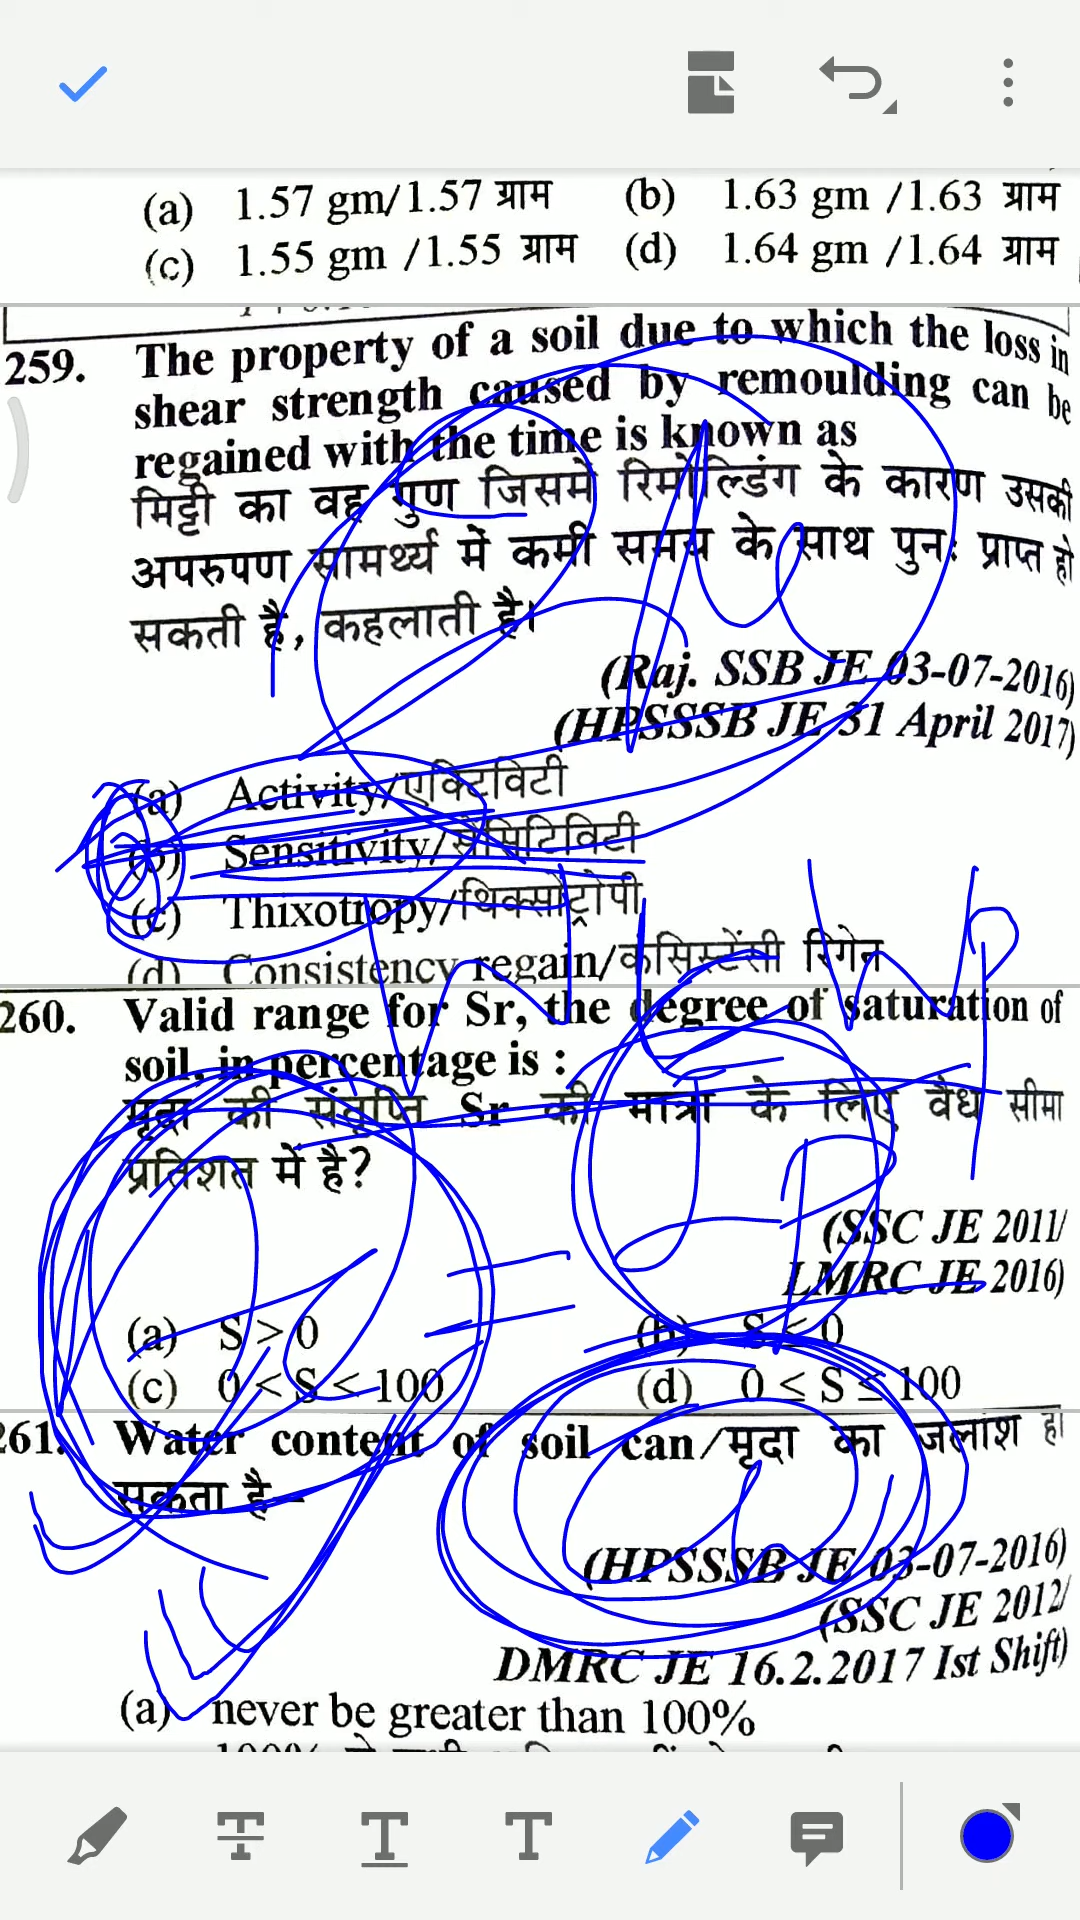 (a) 1.57 gm/1.57 ग्राम (b) 1.63 gm /1.63 ग्राम
(c) 1.55 gm /1.55 ग्राम (d) 1.64 gm /1.64 ग्राम
259. The property of a soil due to which the loss in
shear strength caused by remoulding can be
regained with the time is known as
मिट्टी का वह गुण जिसमें रिमोल्डिंग के कारण उसकी
अपरुपण सामर्थ्य में कमी समय के साथ पुनः प्राप्त हो
सकती है, कहलाती है।
(Raj. SSB JE 03-07-2016)
(HPSSSB JE 31 April 2017)
(a) Activity/एक्टिविटी
(b) Sensitivity/सेंसिटिविटी
(c) Thixotropy/थिक्सोट्रोपी
(d) Consistency regain/कंसिस्टेंसी रिगेन
260. Valid range for Sr, the degree of saturation of
soil, in percentage is :
मृदा की संतृप्ति Sr की मात्रा के लिए वैध सीमा
प्रतिशत में है?
(SSC JE 2011/
LMRC JE 2016)
(a) S > 0 (b) S ≤ 0
(c) 0 < S < 100 (d) 0 ≤ S ≤ 100
261. Water content of soil can/मृदा का जलांश हो
सकता है–
(HPSSSB JE 03-07-2016)
(SSC JE 2012/
DMRC JE 16.2.2017 Ist Shift)
(a) never be greater than 100%